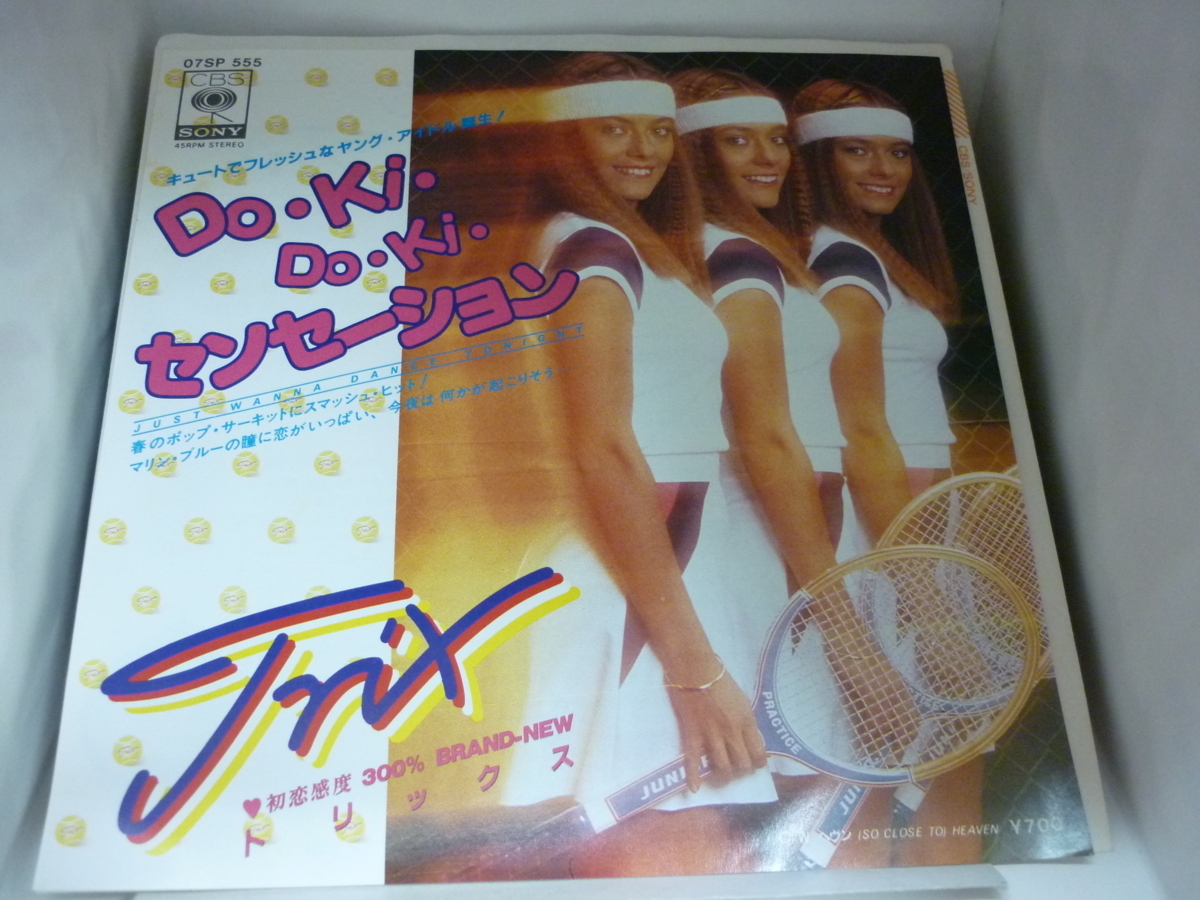 07SP 555
CBS
SONY
45RPM STEREO
キュートでフレッシュなヤング・アイドル誕生!
Do・Ki・
Do・Ki・
センセーション
JUST WANNA DANCE TONIGHT
春のポップ・サーキットにスマッシュ・ヒット!
マリン・ブルーの瞳に恋がいっぱい、今夜は何かが起こりそう…
Trix
♥初恋感度 300% BRAND-NEW
トリックス
CBS SONY
PRACTICE
JUNIOR
JUNI
ヘヴン (SO CLOSE TO) HEAVEN ¥700